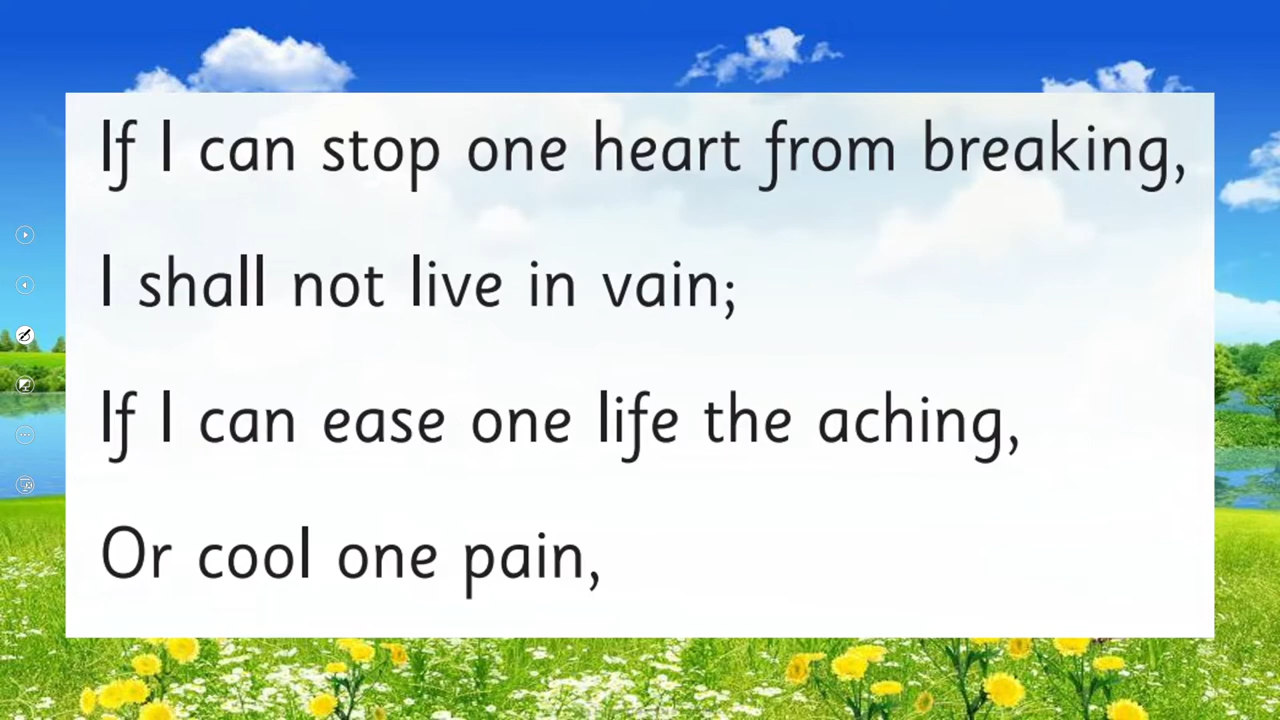 If I can stop one heart from breaking,
I shall not live in vain;
If I can ease one life the aching,
Or cool one pain,